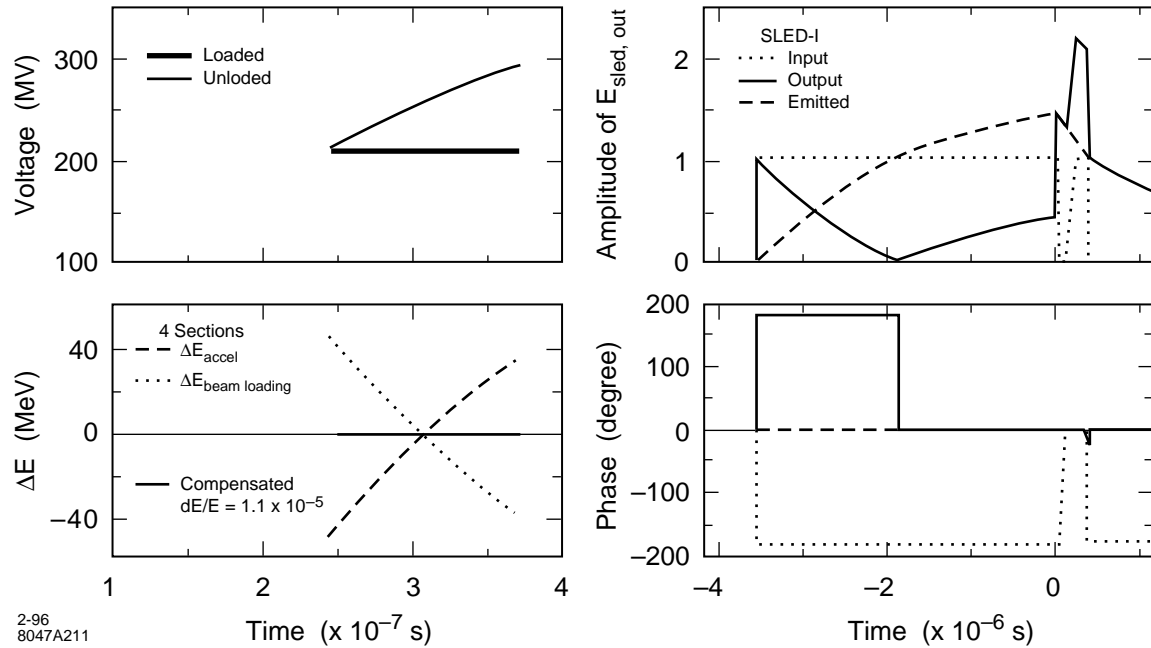 Voltage (MV)
300
200
100
Loaded
Unloded
Amplitude of E_sled, out
2
1
0
SLED-I
Input
Output
Emitted
ΔE (MeV)
40
0
–40
4 Sections
ΔE_accel
ΔE_beam loading
Compensated
dE/E = 1.1 x 10⁻⁵
1 2 3 4
Time (x 10⁻⁷ s)
Phase (degree)
200
100
0
–100
–200
–4 –2 0
Time (x 10⁻⁶ s)
2-96
8047A211